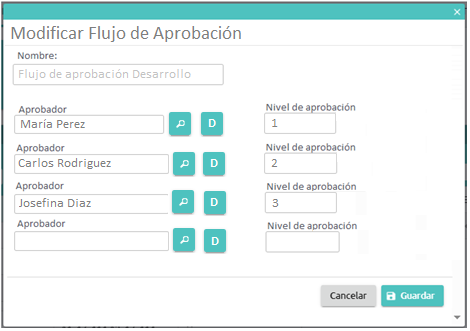 Modificar Flujo de Aprobación
Nombre:
Flujo de aprobación Desarrollo
Aprobador Nivel de aprobación
María Perez D 1
Aprobador Nivel de aprobación
Carlos Rodriguez D 2
Aprobador Nivel de aprobación
Josefina Diaz D 3
Aprobador Nivel de aprobación
D
Cancelar Guardar